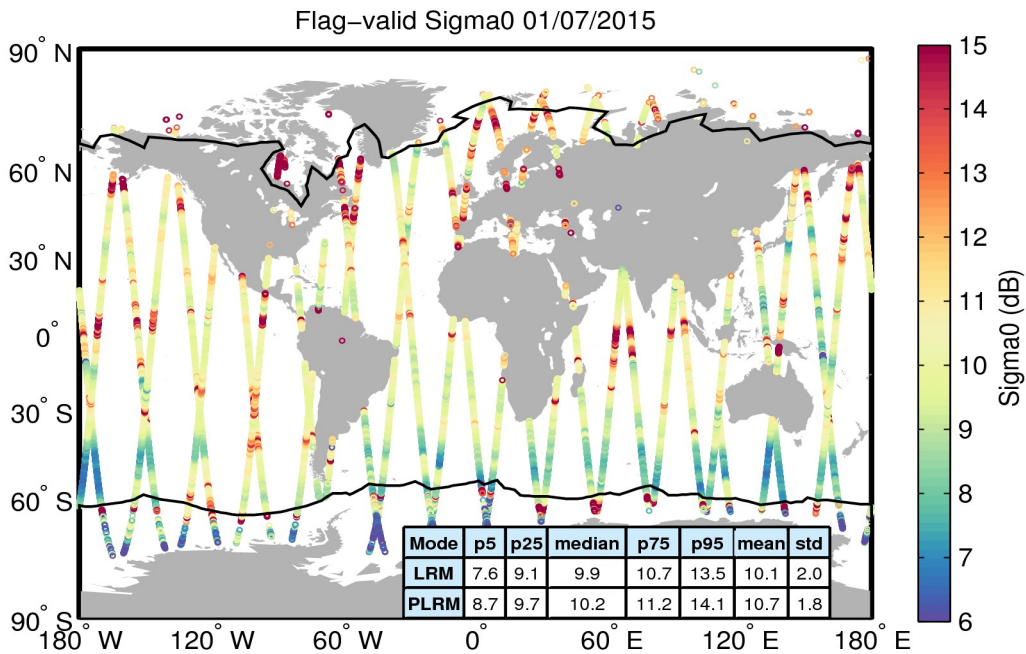 Flag−valid Sigma0 01/07/2015
90° N
60° N
30° N
0°
30° S
60° S
90° S
180° W
120° W
60° W
0°
60° E
120° E
180° E
15
14
13
12
11
10
9
8
7
6
Sigma0 (dB)
Mode p5 p25 median p75 p95 mean std
LRM 7.6 9.1 9.9 10.7 13.5 10.1 2.0
PLRM 8.7 9.7 10.2 11.2 14.1 10.7 1.8